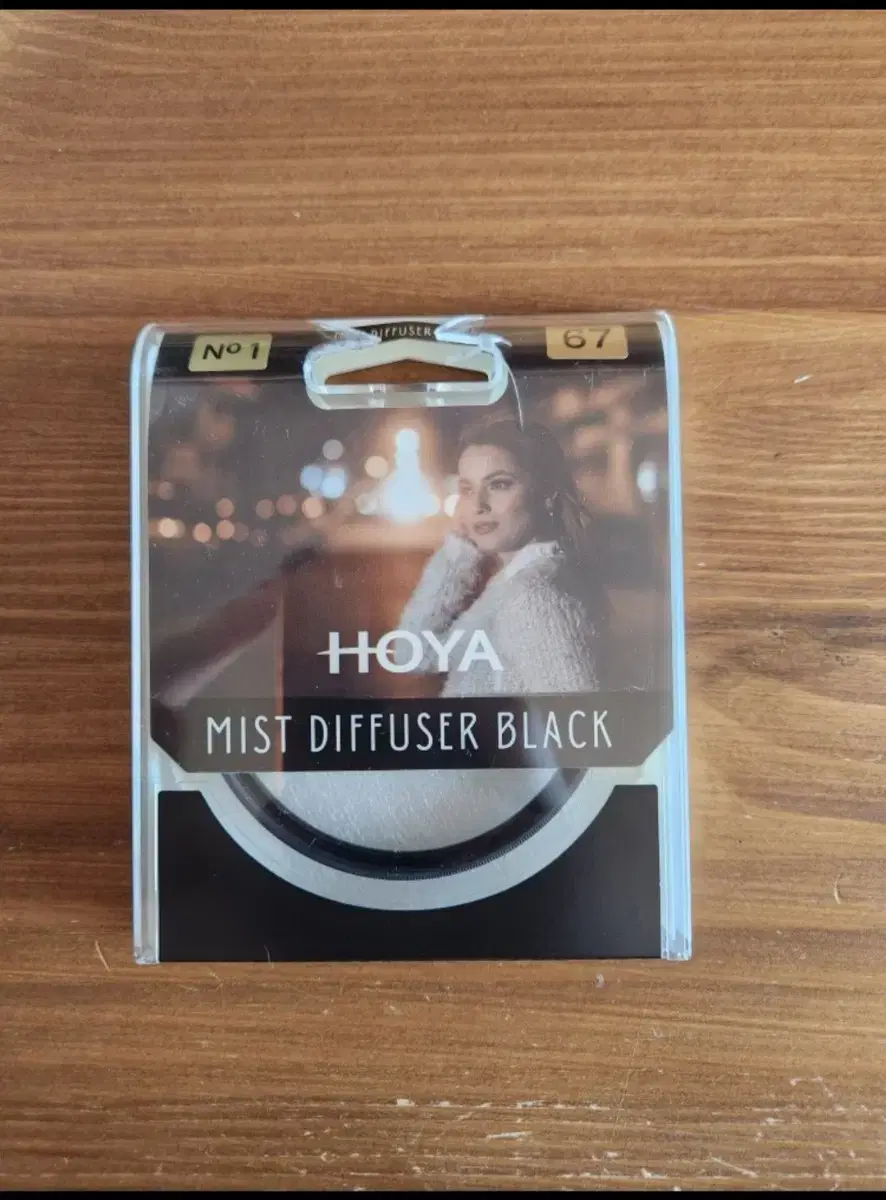 Nº1
DIFFUSER
67
HOYA
MIST DIFFUSER BLACK